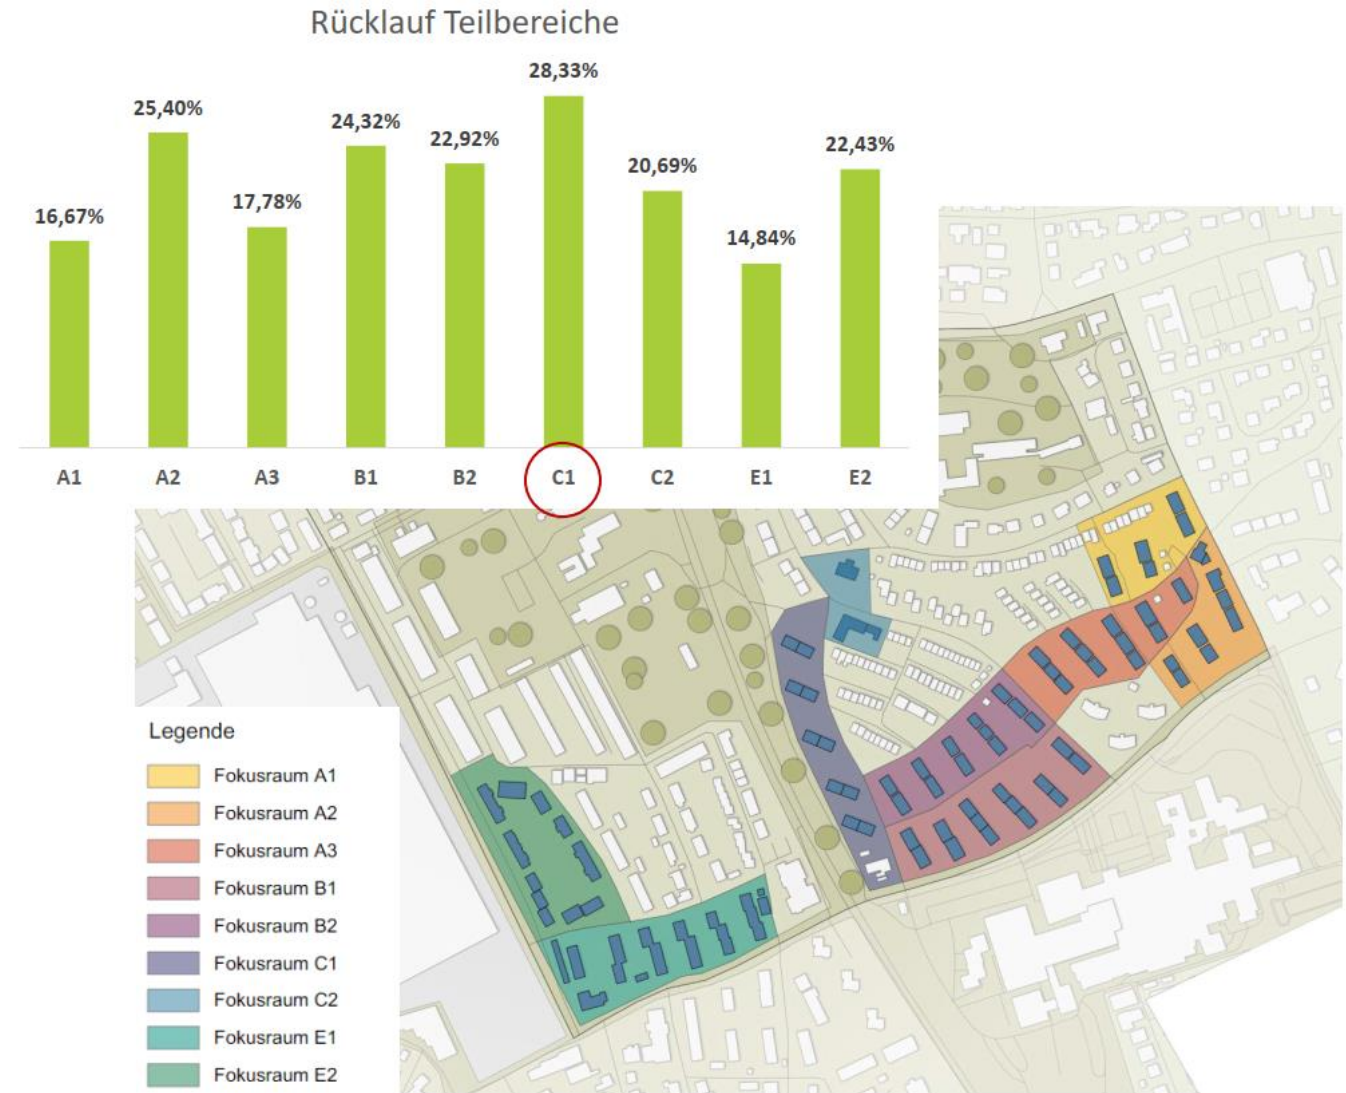 Rücklauf Teilbereiche
16,67%
25,40%
17,78%
24,32%
22,92%
28,33%
20,69%
14,84%
22,43%
A1 A2 A3 B1 B2 C1 C2 E1 E2
Legende
Fokusraum A1
Fokusraum A2
Fokusraum A3
Fokusraum B1
Fokusraum B2
Fokusraum C1
Fokusraum C2
Fokusraum E1
Fokusraum E2